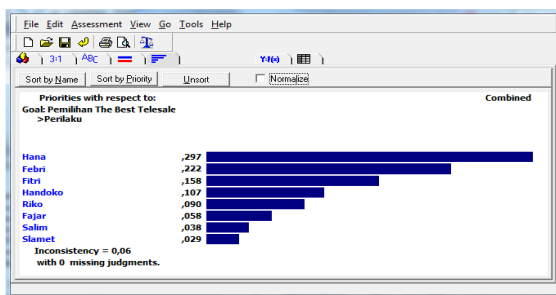 File Edit Assessment View Go Tools Help
3:1 ABC Y=f(x)
Sort by Name Sort by Priority Unsort Normalize
Priorities with respect to: Combined
Goal: Pemilihan The Best Telesale
>Perilaku
Hana ,297
Febri ,222
Fitri ,158
Handoko ,107
Riko ,090
Fajar ,058
Salim ,038
Slamet ,029
Inconsistency = 0,06
with 0 missing judgments.